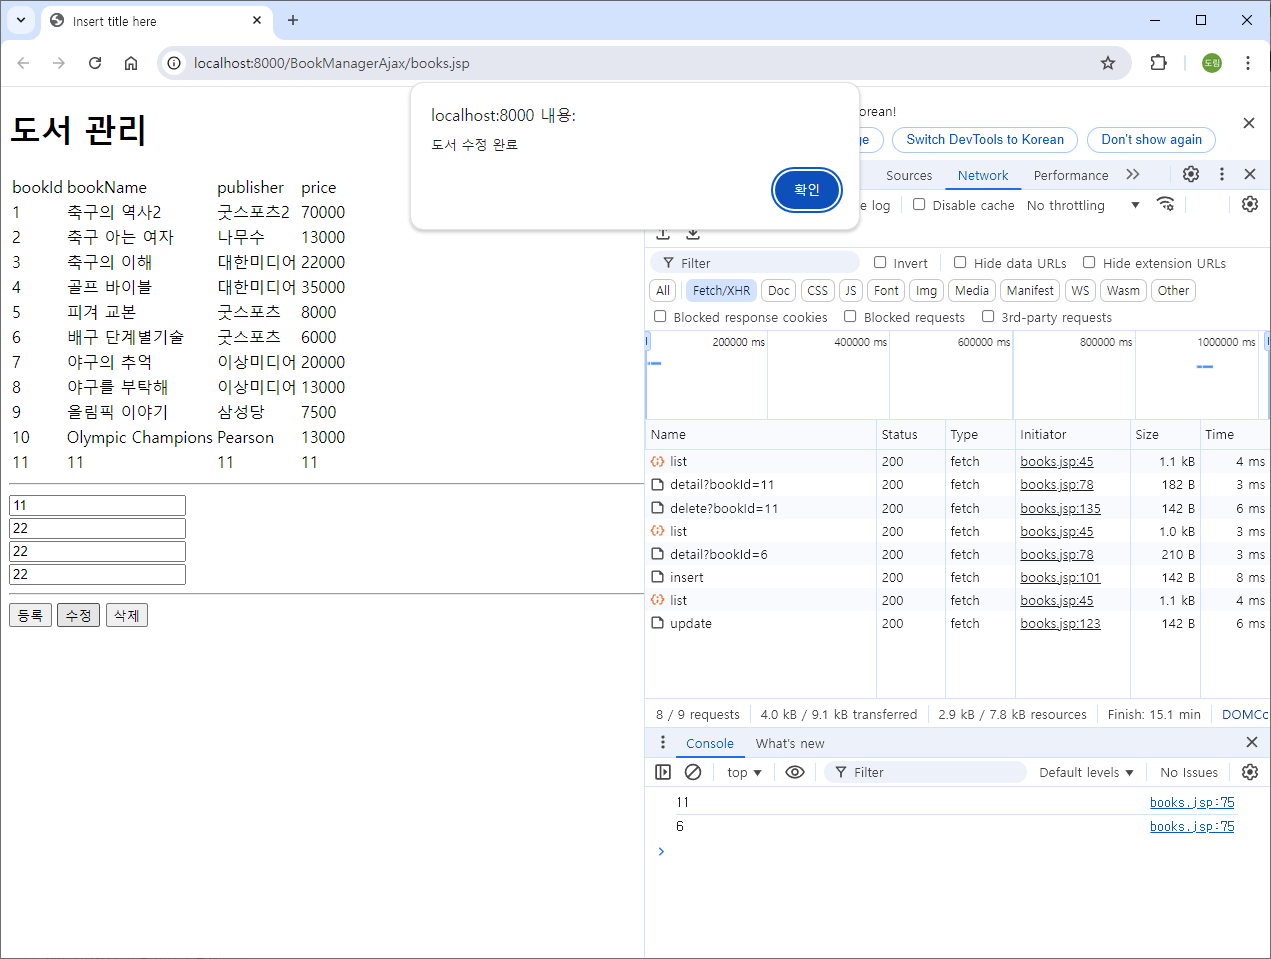 Insert title here
localhost:8000/BookManagerAjax/books.jsp
도림
localhost:8000 내용:
도서 수정 완료
확인
orean!
ge
Switch DevTools to Korean
Don't show again
도서 관리
bookId bookName publisher price
1 축구의 역사2 굿스포츠2 70000
2 축구 아는 여자 나무수 13000
3 축구의 이해 대한미디어 22000
4 골프 바이블 대한미디어 35000
5 피겨 교본 굿스포츠 8000
6 배구 단계별기술 굿스포츠 6000
7 야구의 추억 이상미디어 20000
8 야구를 부탁해 이상미디어 13000
9 올림픽 이야기 삼성당 7500
10 Olympic Champions Pearson 13000
11 11 11 11
11
22
22
22
등록 수정 삭제
Sources Network Performance
e log Disable cache No throttling
Filter Invert Hide data URLs Hide extension URLs
All Fetch/XHR Doc CSS JS Font Img Media Manifest WS Wasm Other
Blocked response cookies Blocked requests 3rd-party requests
200000 ms 400000 ms 600000 ms 800000 ms 1000000 ms
Name Status Type Initiator Size Time
list 200 fetch books.jsp:45 1.1 kB 4 ms
detail?bookId=11 200 fetch books.jsp:78 182 B 3 ms
delete?bookId=11 200 fetch books.jsp:135 142 B 6 ms
list 200 fetch books.jsp:45 1.0 kB 3 ms
detail?bookId=6 200 fetch books.jsp:78 210 B 3 ms
insert 200 fetch books.jsp:101 142 B 8 ms
list 200 fetch books.jsp:45 1.1 kB 4 ms
update 200 fetch books.jsp:123 142 B 6 ms
8 / 9 requests 4.0 kB / 9.1 kB transferred 2.9 kB / 7.8 kB resources Finish: 15.1 min DOMCo
Console What's new
top Filter Default levels No Issues
11 books.jsp:75
6 books.jsp:75